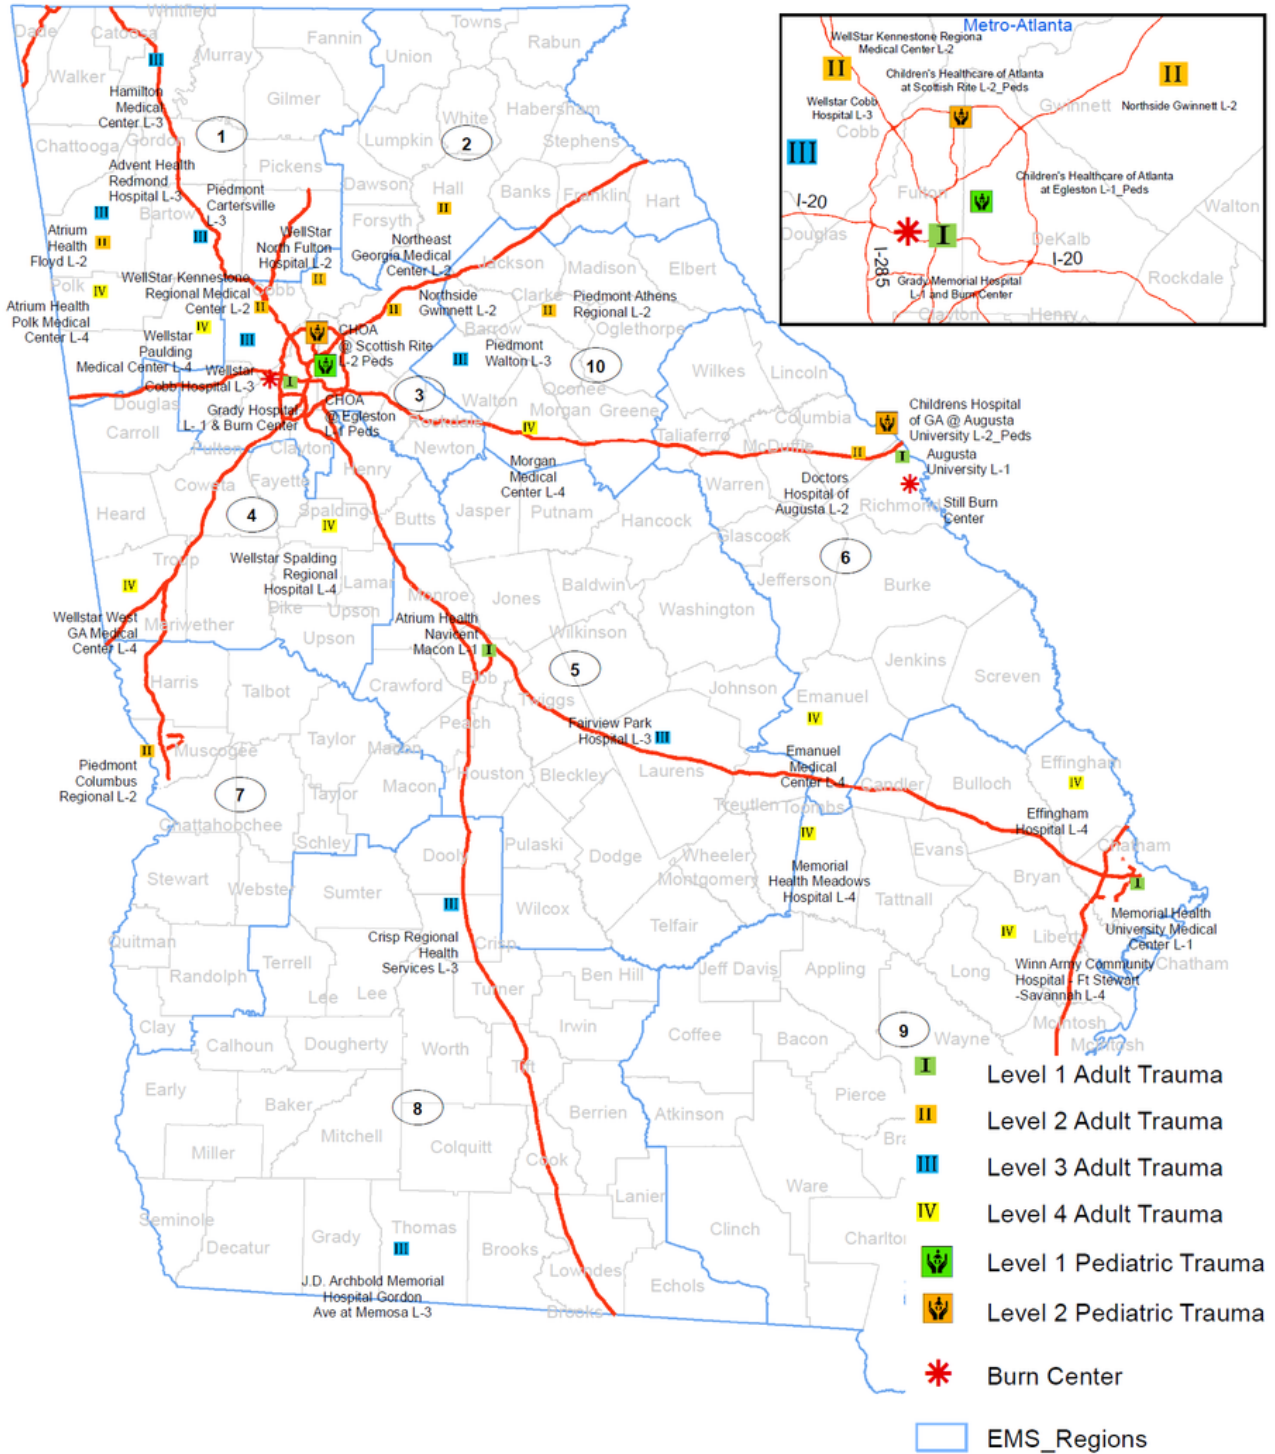 Whitfield
Towns
Dade
Catoosa
Fannin
Union
Rabun
Murray
Walker
Gilmer
Hamilton
Medical
Center L-3
White
Habersham
1
2
Chattooga
Gordon
Lumpkin
Stephens
Pickens
Advent Health
Redmond
Hospital L-3
Dawson
Hall
Banks
Franklin
Hart
Piedmont
Cartersville
L-3
Bartow
Forsyth
Atrium
Health
Floyd L-2
WellStar
North Fulton
Hospital L-2
Northeast
Georgia Medical
Center L-2
Jackson
Madison
Elbert
WellStar Kennestone
Regional Medical
Center L-2
Cobb
Polk
Atrium Health
Polk Medical
Center L-4
Northside
Gwinnett L-2
Clarke
Piedmont Athens
Regional L-2
Barrow
Oglethorpe
Wellstar
Paulding
Medical Center L-4
CHOA
@ Scottish Rite
L-2 Peds
Piedmont
Walton L-3
10
Wellstar
Cobb Hospital L-3
3
Oconee
Wilkes
Lincoln
Douglas
Grady Hospital
L- 1 & Burn Center
CHOA
@ Egleston
L-1 Peds
Walton
Morgan
Greene
Columbia
Childrens Hospital
of GA @ Augusta
University L-2_Peds
Carroll
Rockdale
Taliaferro
McDuffie
Fulton
Clayton
Newton
Augusta
University L-1
Henry
Morgan
Medical
Center L-4
Doctors
Hospital of
Augusta L-2
Coweta
Fayette
Warren
Richmond
Still Burn
Center
Heard
4
Spalding
Butts
Jasper
Putnam
Hancock
Glascock
6
Troup
Wellstar Spalding
Regional
Hospital L-4
Lamar
Baldwin
Jefferson
Burke
Wellstar West
GA Medical
Center L-4
Meriwether
Pike
Upson
Upson
Monroe
Jones
Washington
Atrium Health
Navicent
Macon L-1
Wilkinson
5
Jenkins
Screven
Harris
Talbot
Crawford
Bibb
Twiggs
Johnson
Emanuel
Peach
Fairview Park
Hospital L-3
Muscogee
Taylor
Macon
Emanuel
Medical
Center L-4
Piedmont
Columbus
Regional L-2
Houston
Bleckley
Laurens
Candler
Bulloch
Effingham
7
Taylor
Macon
Treutlen
Toombs
Effingham
Hospital L-4
Chattahoochee
Schley
Dooly
Pulaski
Dodge
Wheeler
Evans
Chatham
Stewart
Webster
Sumter
Montgomery
Memorial
Health Meadows
Hospital L-4
Bryan
Wilcox
Telfair
Tattnall
Memorial Health
University Medical
Center L-1
Quitman
Crisp Regional
Health
Services L-3
Crisp
Liberty
Randolph
Terrell
Ben Hill
Jeff Davis
Appling
Long
Winn Army Community
Hospital - Ft Stewart
-Savannah L-4
Chatham
Lee
Lee
Turner
Clay
Irwin
Coffee
Bacon
9
Wayne
McIntosh
McIntosh
Calhoun
Dougherty
Worth
Tift
Early
Baker
8
Berrien
Atkinson
Pierce
Miller
Mitchell
Colquitt
Cook
Bra
Lanier
Ware
Seminole
Decatur
Grady
Thomas
Brooks
Clinch
Charlto
Lowndes
Echols
J.D. Archbold Memorial
Hospital Gordon
Ave at Memosa L-3
Brooks
Metro-Atlanta
WellStar Kennestone Regiona
Medical Center L-2
II
Children's Healthcare of Atlanta
at Scottish Rite L-2_Peds
II
Wellstar Cobb
Hospital L-3
Gwinnett
Northside Gwinnett L-2
Cobb
III
Children's Healthcare of Atlanta
at Egleston L-1_Peds
Fulton
I-20
Walton
Douglas
I
DeKalb
I-285
I-20
Rockdale
Grady Memorial Hospital
L-1 and Burn Center
Clayton
Henry
I Level 1 Adult Trauma
II Level 2 Adult Trauma
III Level 3 Adult Trauma
IV Level 4 Adult Trauma
Level 1 Pediatric Trauma
Level 2 Pediatric Trauma
Burn Center
EMS_Regions